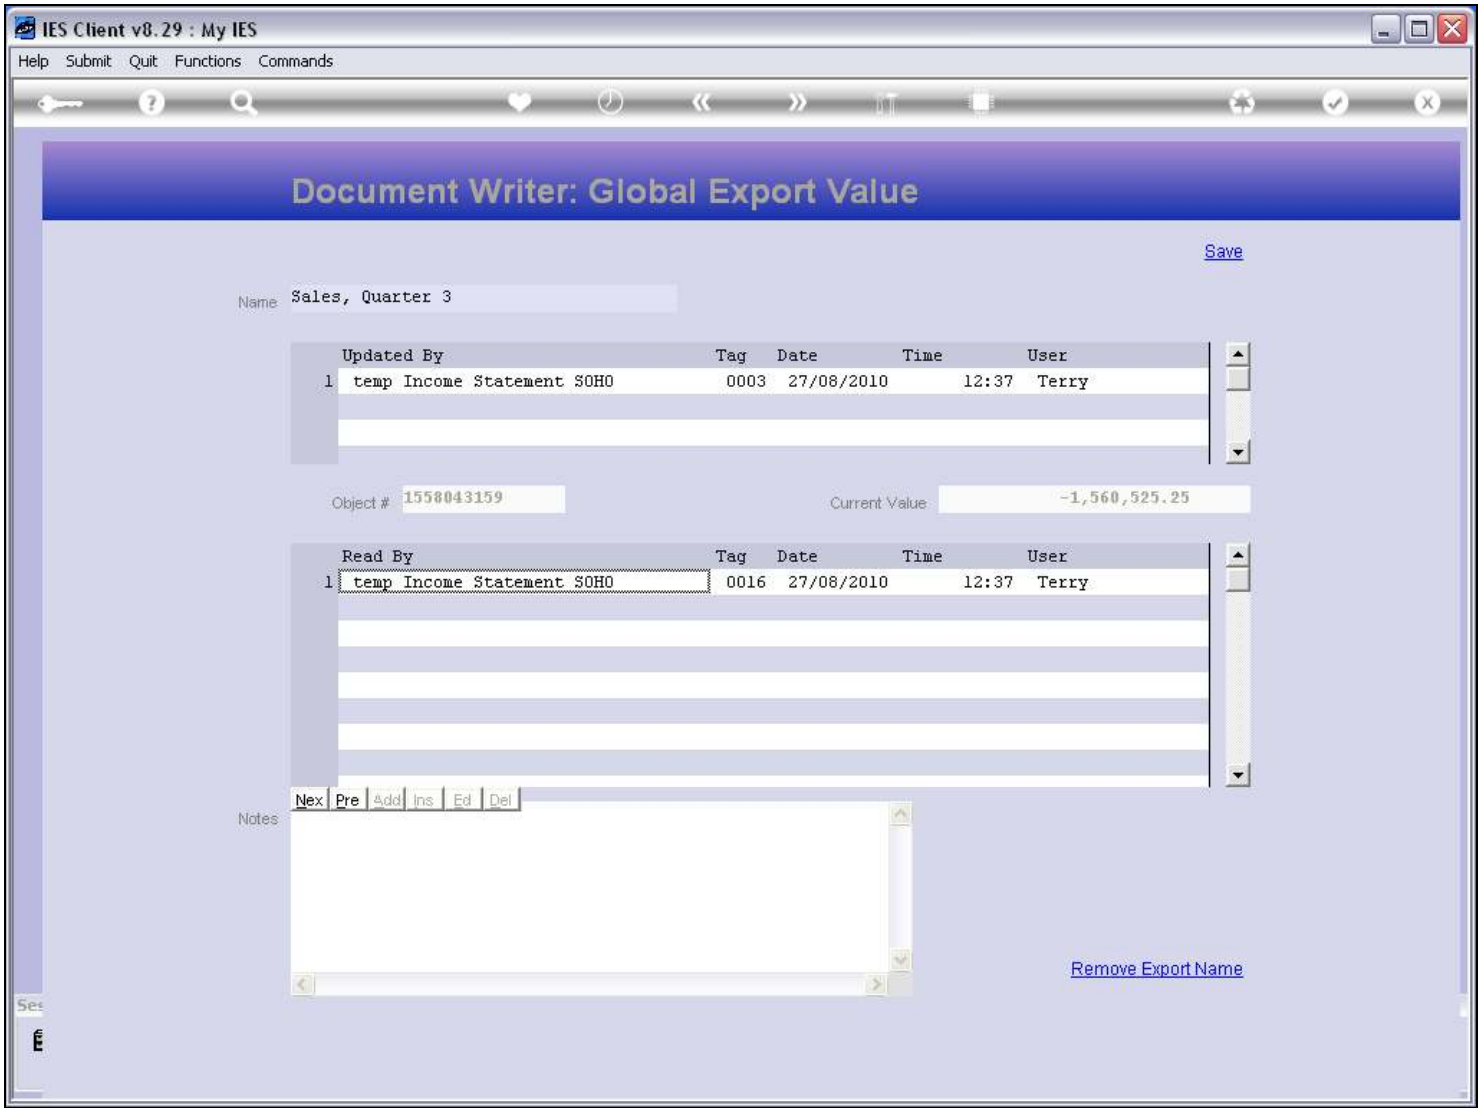 IES Client v8.29 : My IES
Help Submit Quit Functions Commands
Document Writer: Global Export Value
Save
Name Sales, Quarter 3
Updated By Tag Date Time User
1 temp Income Statement SOHO 0003 27/08/2010 12:37 Terry
Object # 1558043159 Current Value -1,560,525.25
Read By Tag Date Time User
1 temp Income Statement SOHO 0016 27/08/2010 12:37 Terry
Nex Pre Add Ins Ed Del
Notes
Remove Export Name
Ses